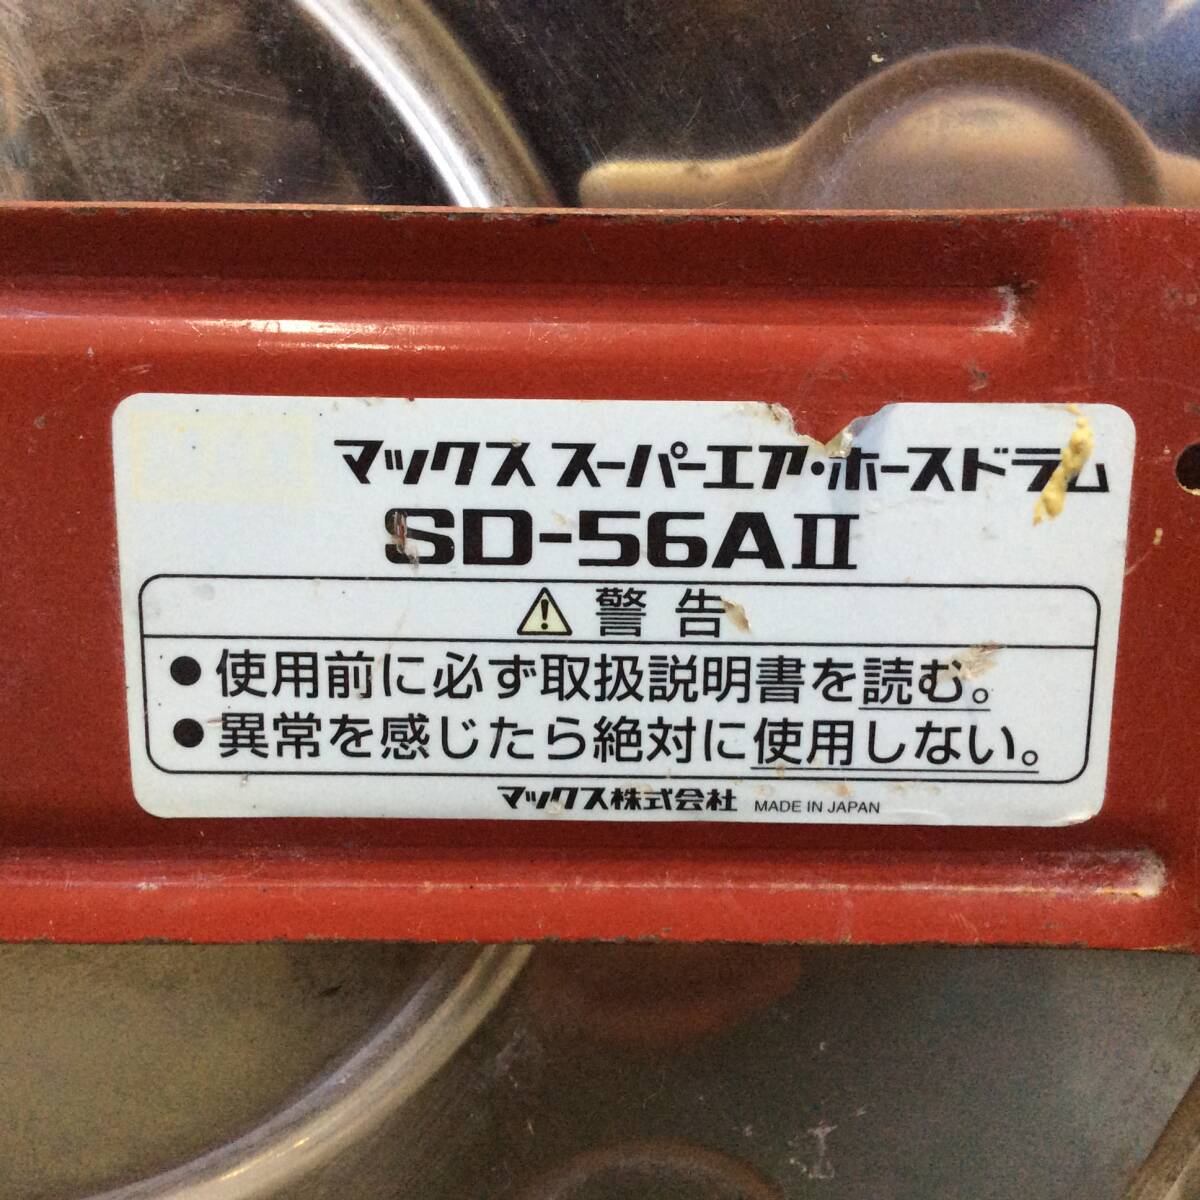 マックス スーパーエア・ホースドラム
SD-56AII
警告
●使用前に必ず取扱説明書を読む。
●異常を感じたら絶対に使用しない。
マックス株式会社 MADE IN JAPAN